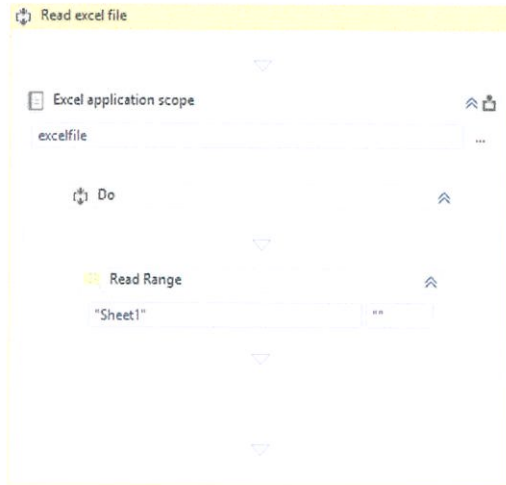 Read excel file
Excel application scope
excelfile
...
Do
Read Range
"Sheet1" ""